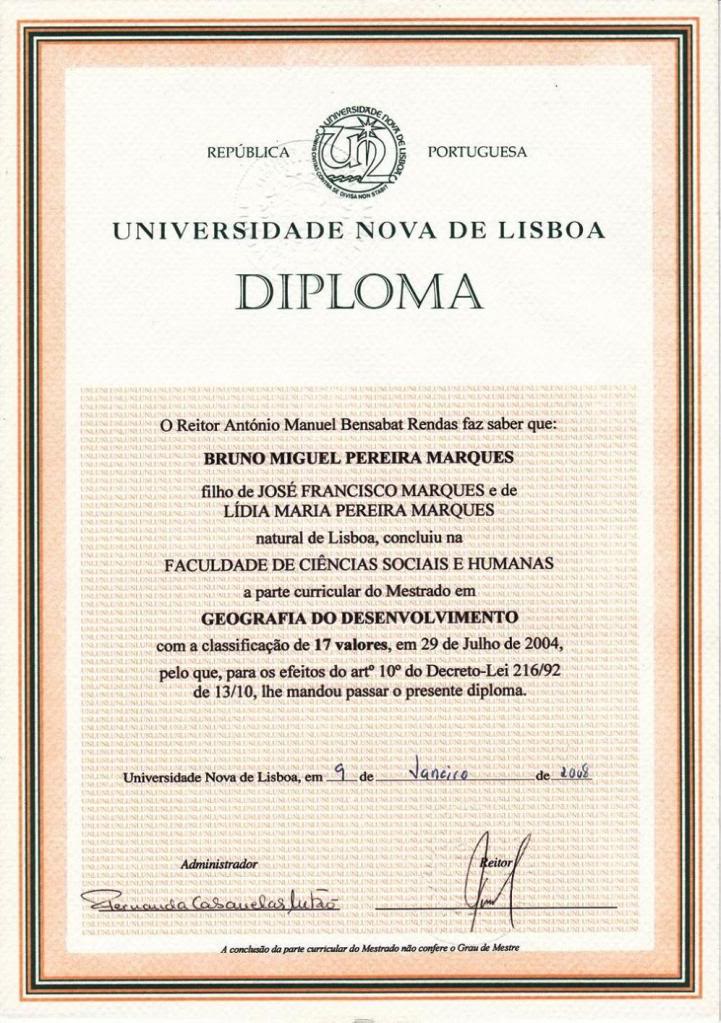 UNIVERSIDADE NOVA DE LISBOA
OMNIS CIVITAS CONTRA SE DIVISA NON STABIT
REPÚBLICA PORTUGUESA
UNIVERSIDADE NOVA DE LISBOA
DIPLOMA
O Reitor António Manuel Bensabat Rendas faz saber que:
BRUNO MIGUEL PEREIRA MARQUES
filho de JOSÉ FRANCISCO MARQUES e de
LÍDIA MARIA PEREIRA MARQUES
natural de Lisboa, concluiu na
FACULDADE DE CIÊNCIAS SOCIAIS E HUMANAS
a parte curricular do Mestrado em
GEOGRAFIA DO DESENVOLVIMENTO
com a classificação de 17 valores, em 29 de Julho de 2004,
pelo que, para os efeitos do artº 10º do Decreto-Lei 216/92
de 13/10, lhe mandou passar o presente diploma.
Universidade Nova de Lisboa, em 9 de Janeiro de 2008
Administrador Reitor
Fernanda Casanelas
A conclusão da parte curricular do Mestrado não confere o Grau de Mestre